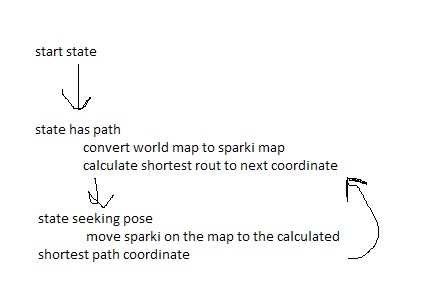 start state
state has path
convert world map to sparki map
calculate shortest rout to next coordinate
state seeking pose
move sparki on the map to the calculated
shortest path coordinate